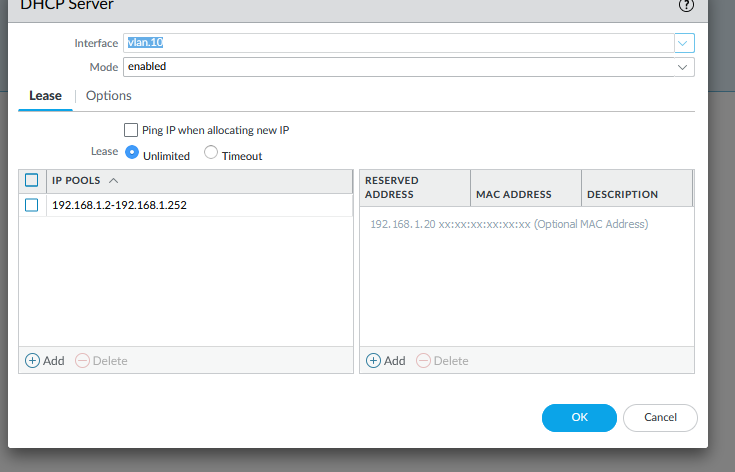 DHCP Server
Interface vlan.10
Mode enabled
Lease Options
Ping IP when allocating new IP
Lease Unlimited Timeout
IP POOLS
192.168.1.2-192.168.1.252
Add Delete
RESERVED ADDRESS MAC ADDRESS DESCRIPTION
192.168.1.20 xx:xx:xx:xx:xx:xx (Optional MAC Address)
Add Delete
OK Cancel